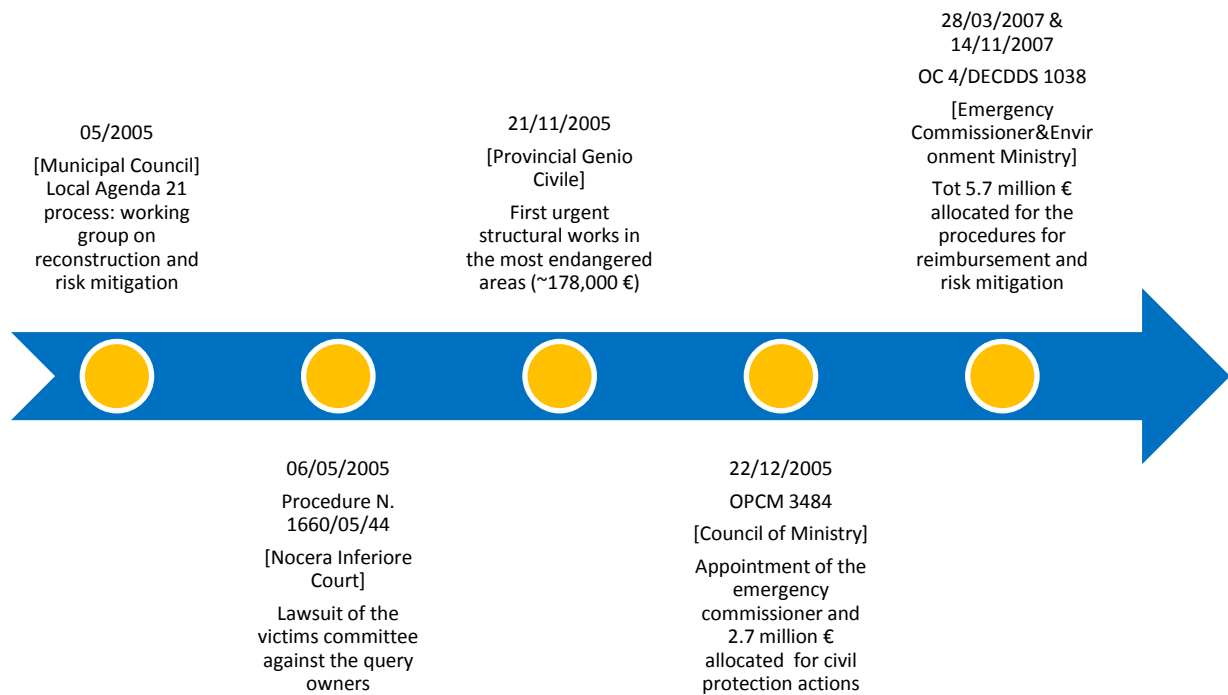 05/2005
[Municipal Council]
Local Agenda 21
process: working
group on
reconstruction and
risk mitigation
06/05/2005
Procedure N.
1660/05/44
[Nocera Inferiore
Court]
Lawsuit of the
victims committee
against the query
owners
21/11/2005
[Provincial Genio
Civile]
First urgent
structural works in
the most endangered
areas (~178,000 €)
22/12/2005
OPCM 3484
[Council of Ministry]
Appointment of the
emergency
commissioner and
2.7 million €
allocated for civil
protection actions
28/03/2007 &
14/11/2007
OC 4/DECDDS 1038
[Emergency
Commissioner&Envir
onment Ministry]
Tot 5.7 million €
allocated for the
procedures for
reimbursement and
risk mitigation